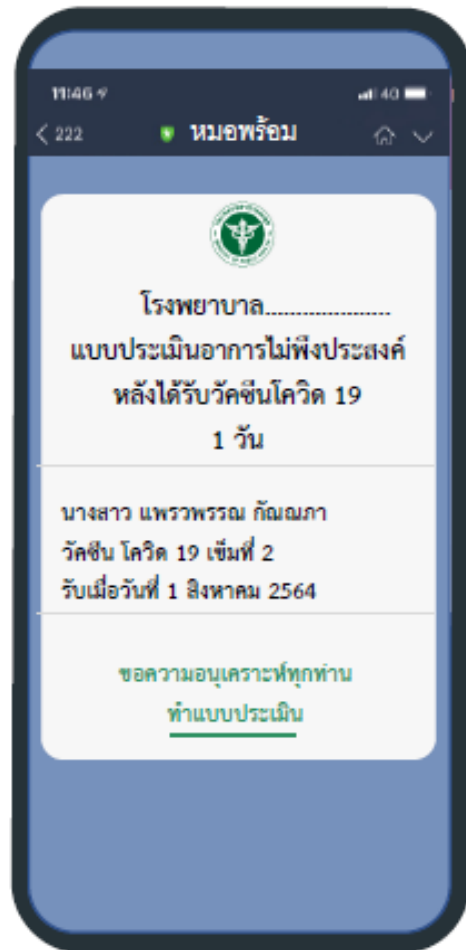 11:46
4G
222
หมอพร้อม
โรงพยาบาล.....................
แบบประเมินอาการไม่พึงประสงค์
หลังได้รับวัคซีนโควิด 19
1 วัน
นางสาว แพรวพรรณ กัณณภา
วัคซีน โควิด 19 เข็มที่ 2
รับเมื่อวันที่ 1 สิงหาคม 2564
ขอความอนุเคราะห์ทุกท่าน
ทำแบบประเมิน